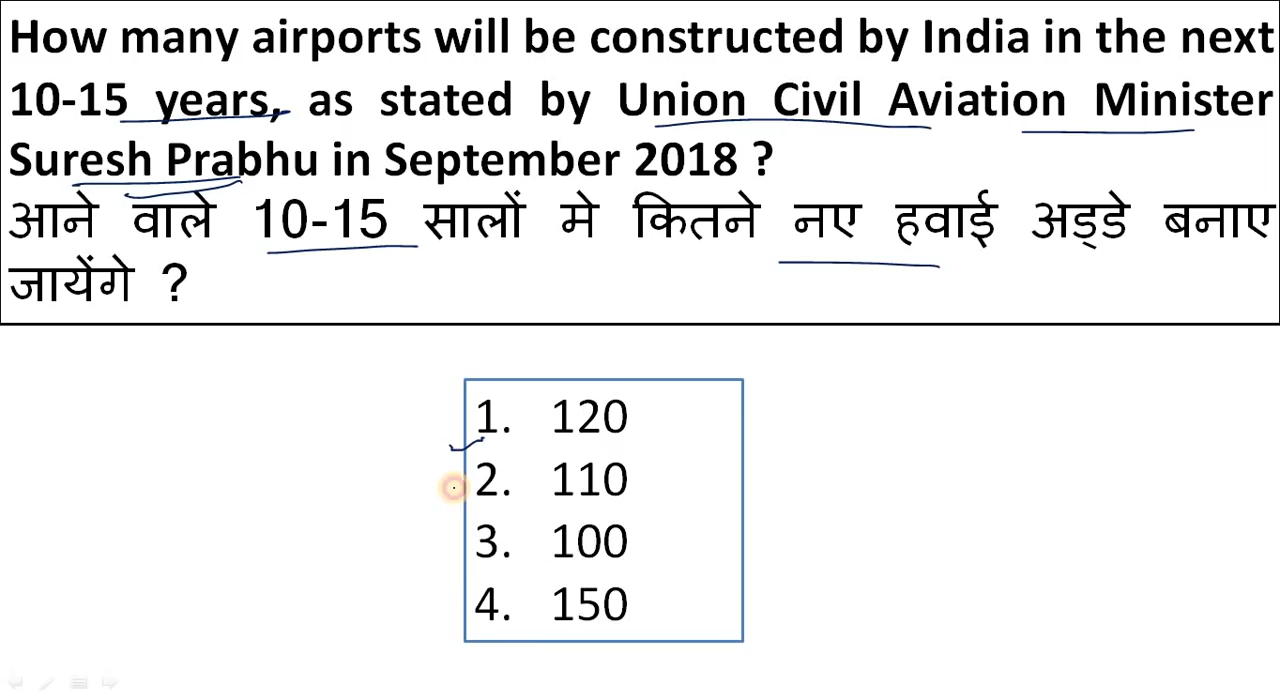 How many airports will be constructed by India in the next
10-15 years, as stated by Union Civil Aviation Minister
Suresh Prabhu in September 2018 ?
आने वाले 10-15 सालों मे कितने नए हवाई अड्डे बनाए
जायेंगे ?
1. 120
2. 110
3. 100
4. 150